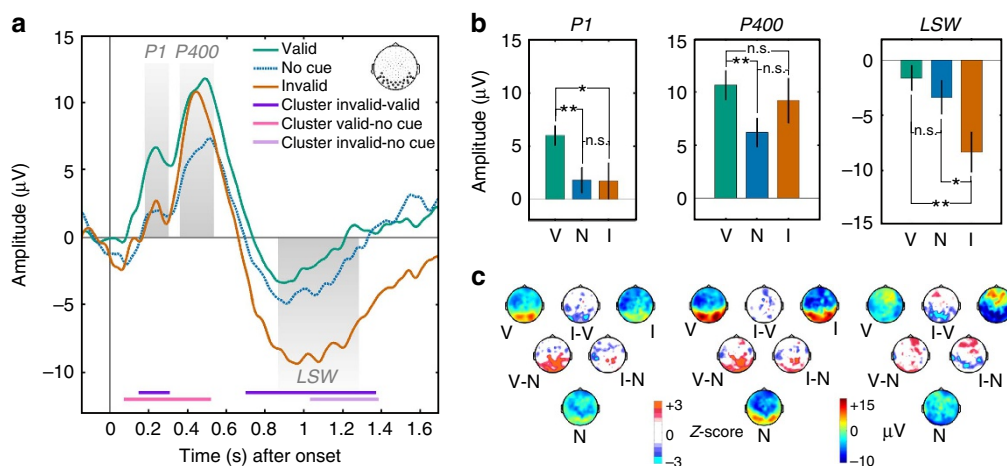 a
P1 P400
Valid
No cue
Invalid
Cluster invalid-valid
Cluster valid-no cue
Cluster invalid-no cue
15
10
5
0
−5
−10
Amplitude (μV)
LSW
0 0.2 0.4 0.6 0.8 1 1.2 1.4 1.6
Time (s) after onset
b
P1
15
10
5
0
Amplitude (μV)
*
**
n.s.
V N I
P400
15
10
5
0
n.s.
**
n.s.
V N I
LSW
0
−5
−10
−15
n.s.
*
**
V N I
c
V I-V I
V-N I-N
N
V I-V I
V-N I-N
N
+3
0
−3
Z-score
+15
0
−10
μV